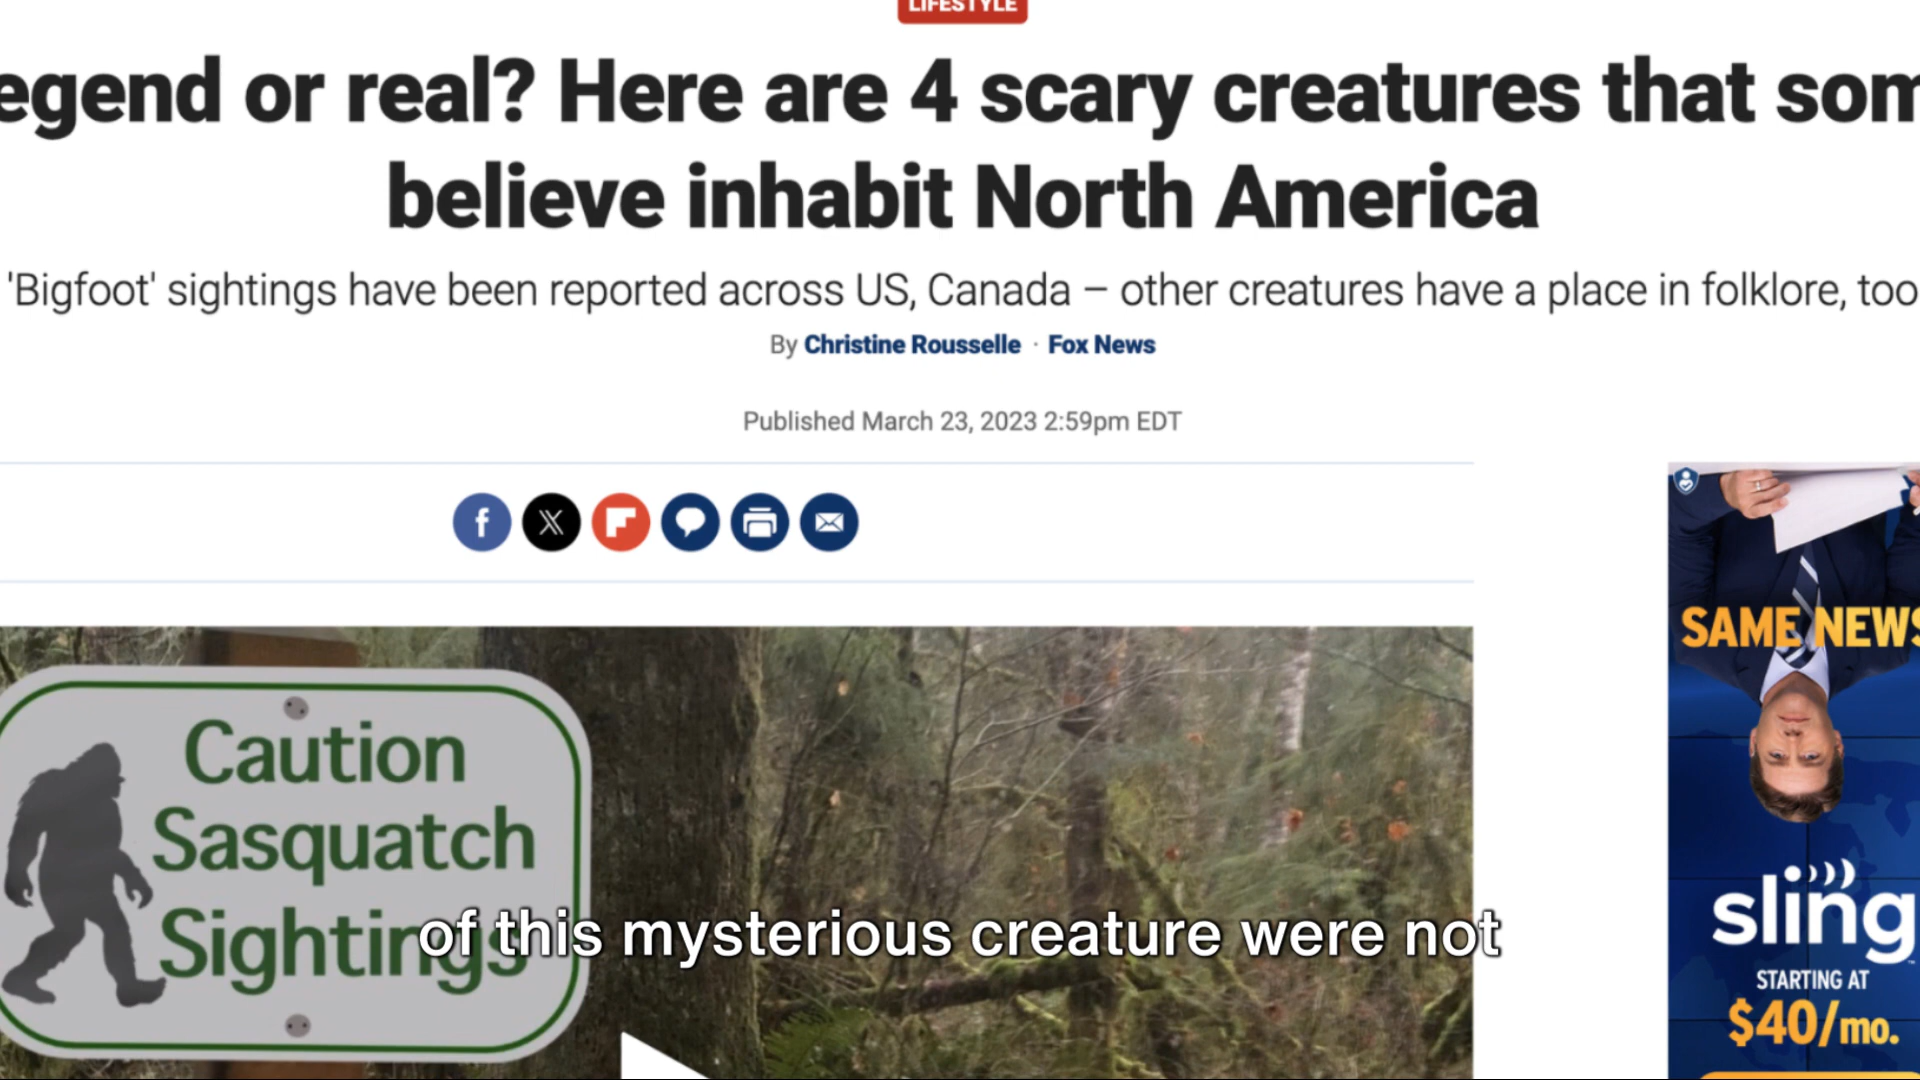 LIFESTYLE
egend or real? Here are 4 scary creatures that som
believe inhabit North America
'Bigfoot' sightings have been reported across US, Canada – other creatures have a place in folklore, too
By Christine Rousselle · Fox News
Published March 23, 2023 2:59pm EDT
SAME NEWS
Caution
Sasquatch
Sightings
of this mysterious creature were not
sling
STARTING AT
$40/mo.